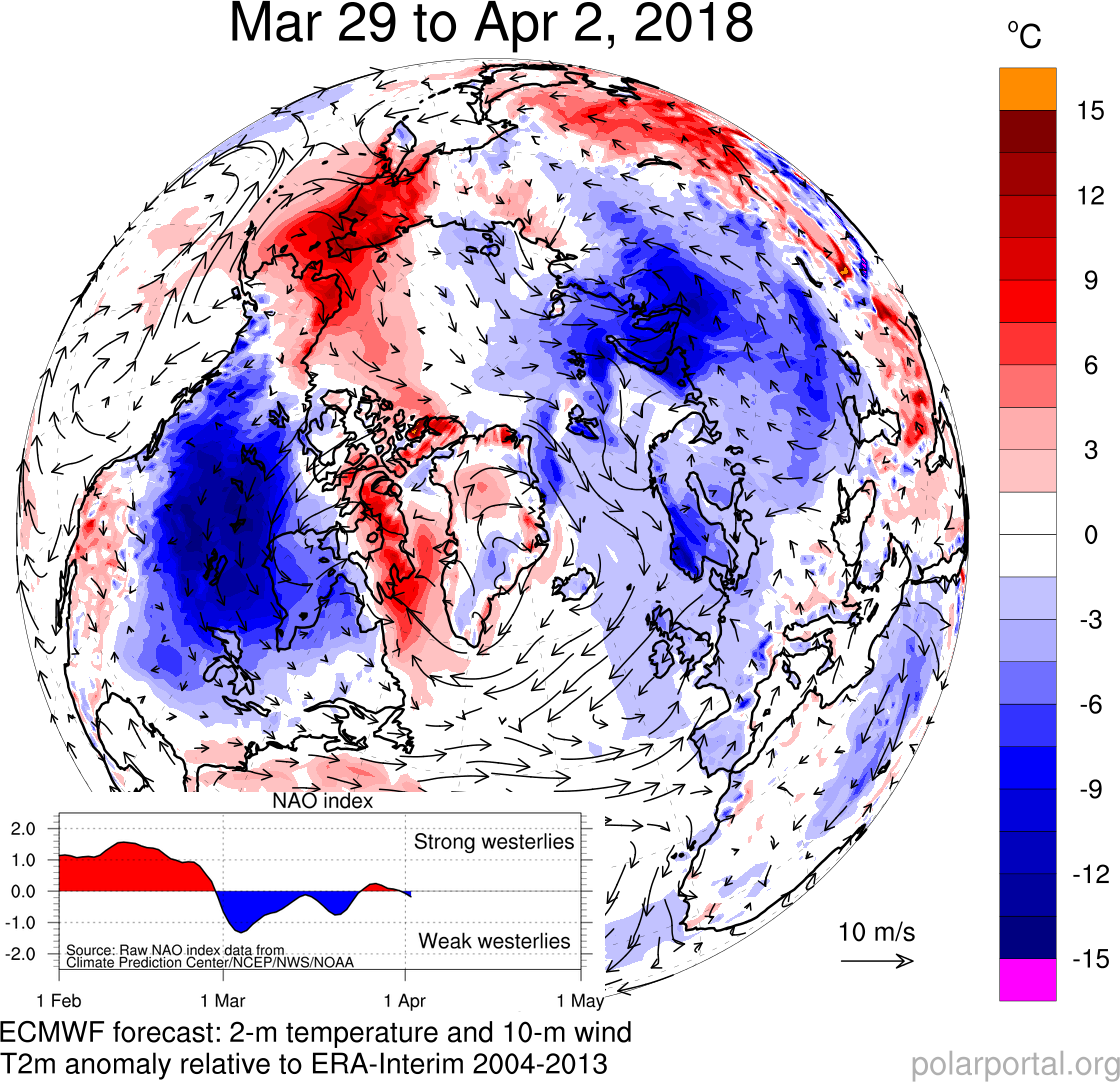 Mar 29 to Apr 2, 2018
°C
15
12
9
6
3
0
-3
-6
-9
-12
-15
10 m/s
NAO index
2.0
1.0
0.0
-1.0
-2.0
Strong westerlies
Weak westerlies
Source: Raw NAO index data from
Climate Prediction Center/NCEP/NWS/NOAA
1 Feb
1 Mar
1 Apr
1 May
ECMWF forecast: 2-m temperature and 10-m wind
T2m anomaly relative to ERA-Interim 2004-2013
polarportal.org